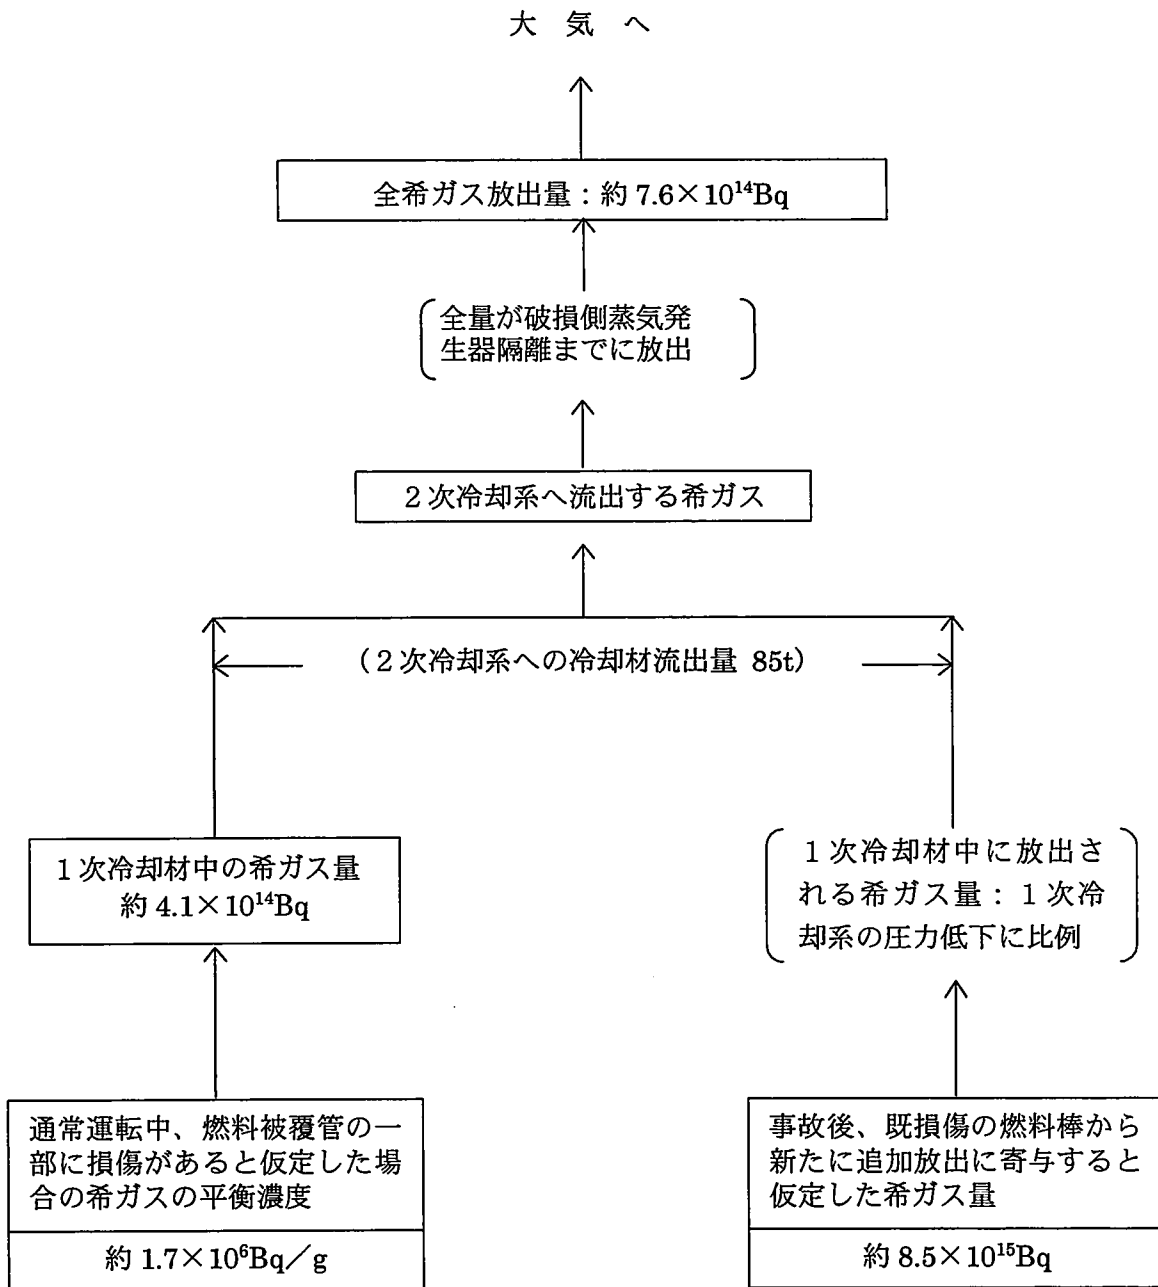 大気へ
全希ガス放出量：約 7.6×10¹⁴Bq
全量が破損側蒸気発
生器隔離までに放出
２次冷却系へ流出する希ガス
（２次冷却系への冷却材流出量 85t）
１次冷却材中の希ガス量
約 4.1×10¹⁴Bq
１次冷却材中に放出さ
れる希ガス量：１次冷
却系の圧力低下に比例
通常運転中、燃料被覆管の一
部に損傷があると仮定した場
合の希ガスの平衡濃度
約 1.7×10⁶Bq／g
事故後、既損傷の燃料棒から
新たに追加放出に寄与すると
仮定した希ガス量
約 8.5×10¹⁵Bq